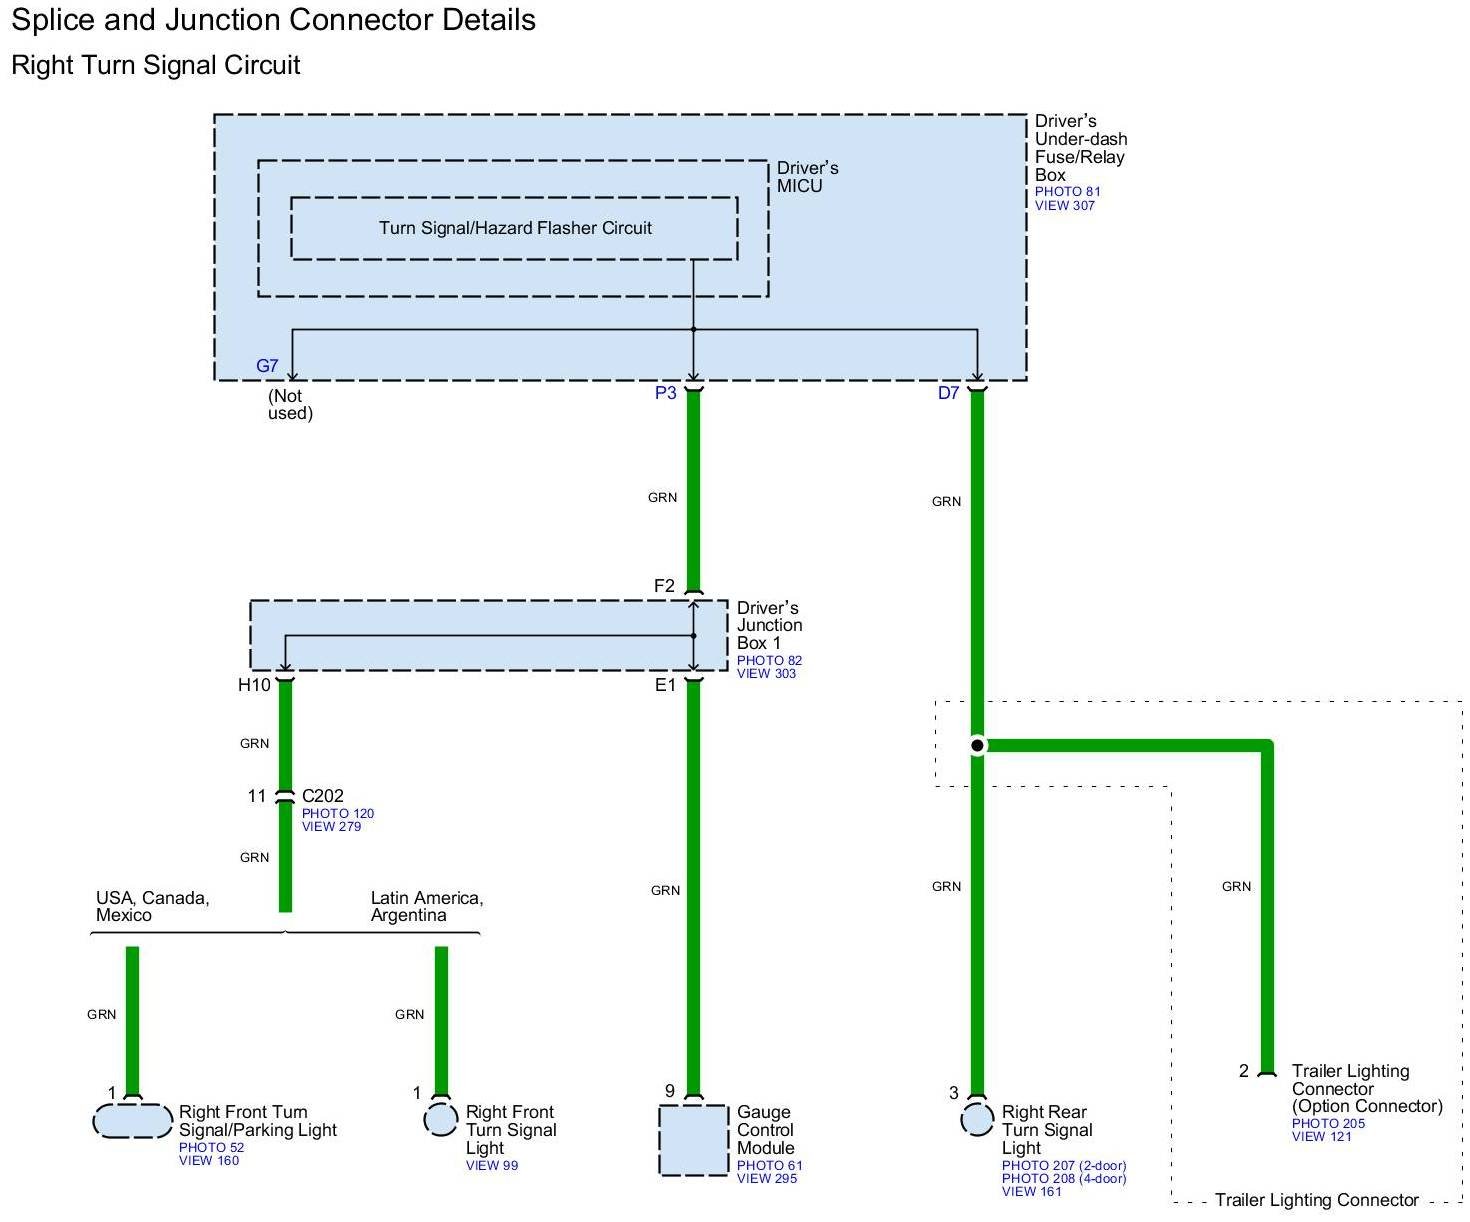 Splice and Junction Connector Details
Right Turn Signal Circuit
Driver's
Under-dash
Fuse/Relay
Box
PHOTO 81
VIEW 307
Driver's
MICU
Turn Signal/Hazard Flasher Circuit
G7
(Not
used)
P3
D7
GRN
GRN
F2
Driver's
Junction
Box 1
PHOTO 82
VIEW 303
H10
E1
GRN
11
C202
PHOTO 120
VIEW 279
GRN
USA, Canada,
Mexico
Latin America,
Argentina
GRN
GRN
GRN
GRN
GRN
1
Right Front Turn
Signal/Parking Light
PHOTO 52
VIEW 160
1
Right Front
Turn Signal
Light
VIEW 99
9
Gauge
Control
Module
PHOTO 61
VIEW 295
3
Right Rear
Turn Signal
Light
PHOTO 207 (2-door)
PHOTO 208 (4-door)
VIEW 161
2
Trailer Lighting
Connector
(Option Connector)
PHOTO 205
VIEW 121
Trailer Lighting Connector